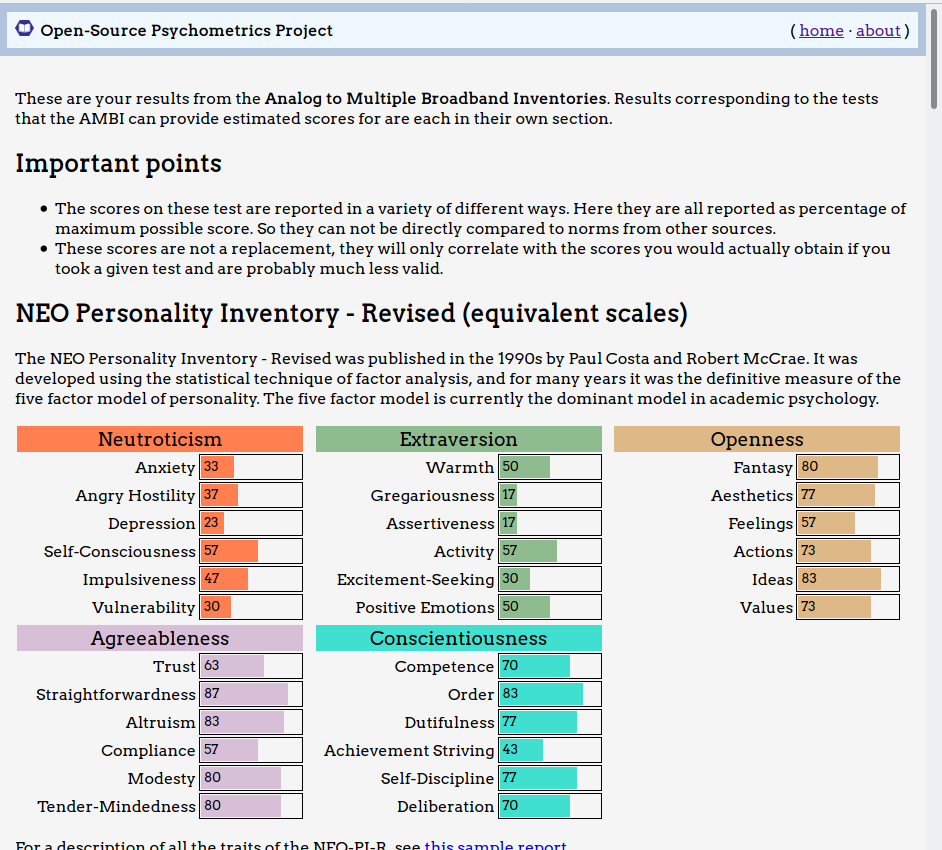 Open-Source Psychometrics Project ( home · about )
These are your results from the Analog to Multiple Broadband Inventories. Results corresponding to the tests
that the AMBI can provide estimated scores for are each in their own section.
Important points
• The scores on these test are reported in a variety of different ways. Here they are all reported as percentage of
maximum possible score. So they can not be directly compared to norms from other sources.
• These scores are not a replacement, they will only correlate with the scores you would actually obtain if you
took a given test and are probably much less valid.
NEO Personality Inventory - Revised (equivalent scales)
The NEO Personality Inventory - Revised was published in the 1990s by Paul Costa and Robert McCrae. It was
developed using the statistical technique of factor analysis, and for many years it was the definitive measure of the
five factor model of personality. The five factor model is currently the dominant model in academic psychology.
Neutroticism
Anxiety 33
Angry Hostility 37
Depression 23
Self-Consciousness 57
Impulsiveness 47
Vulnerability 30
Extraversion
Warmth 50
Gregariousness 17
Assertiveness 17
Activity 57
Excitement-Seeking 30
Positive Emotions 50
Openness
Fantasy 80
Aesthetics 77
Feelings 57
Actions 73
Ideas 83
Values 73
Agreeableness
Trust 63
Straightforwardness 87
Altruism 83
Compliance 57
Modesty 80
Tender-Mindedness 80
Conscientiousness
Competence 70
Order 83
Dutifulness 77
Achievement Striving 43
Self-Discipline 77
Deliberation 70
For a description of all the traits of the NEO-PI-R, see this sample report